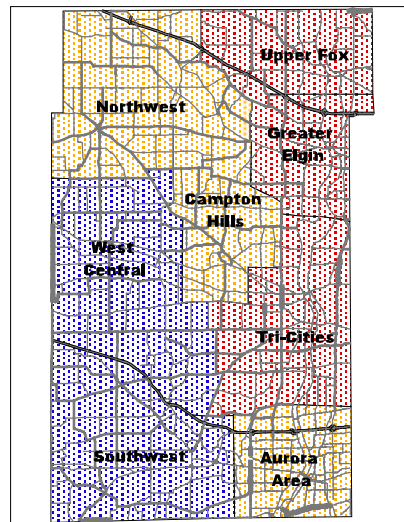 Upper Fox
Northwest
Greater
Elgin
Campton
Hills
West
Central
Tri-Cities
Southwest
Aurora
Area